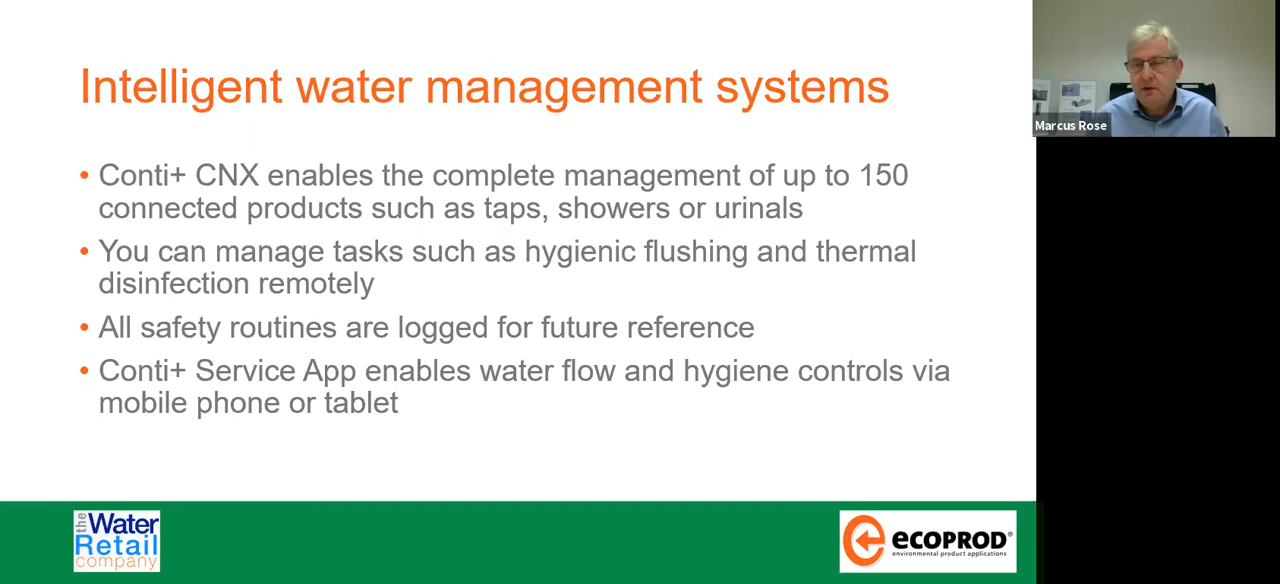 Intelligent water management systems
• Conti+ CNX enables the complete management of up to 150
connected products such as taps, showers or urinals
• You can manage tasks such as hygienic flushing and thermal
disinfection remotely
• All safety routines are logged for future reference
• Conti+ Service App enables water flow and hygiene controls via
mobile phone or tablet
Marcus Rose
the Water
Retail
company
ECOPROD®
environmental product applications